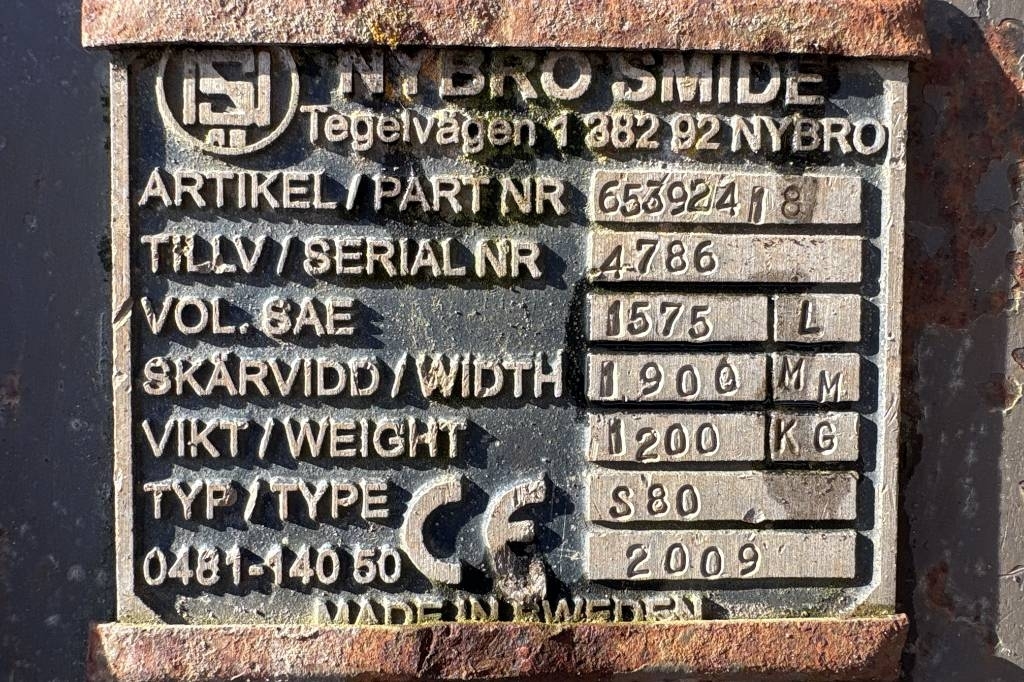 NYBRO SMIDE
Tegelvägen 1 382 92 NYBRO
ARTIKEL / PART NR 65392418
TILLV / SERIAL NR 4786
VOL. SAE 1575 L
SKÄRVIDD / WIDTH 1900 MM
VIKT / WEIGHT 1200 KG
TYP / TYPE S80
0481-140 50 CE 2009
MADE IN SWEDEN